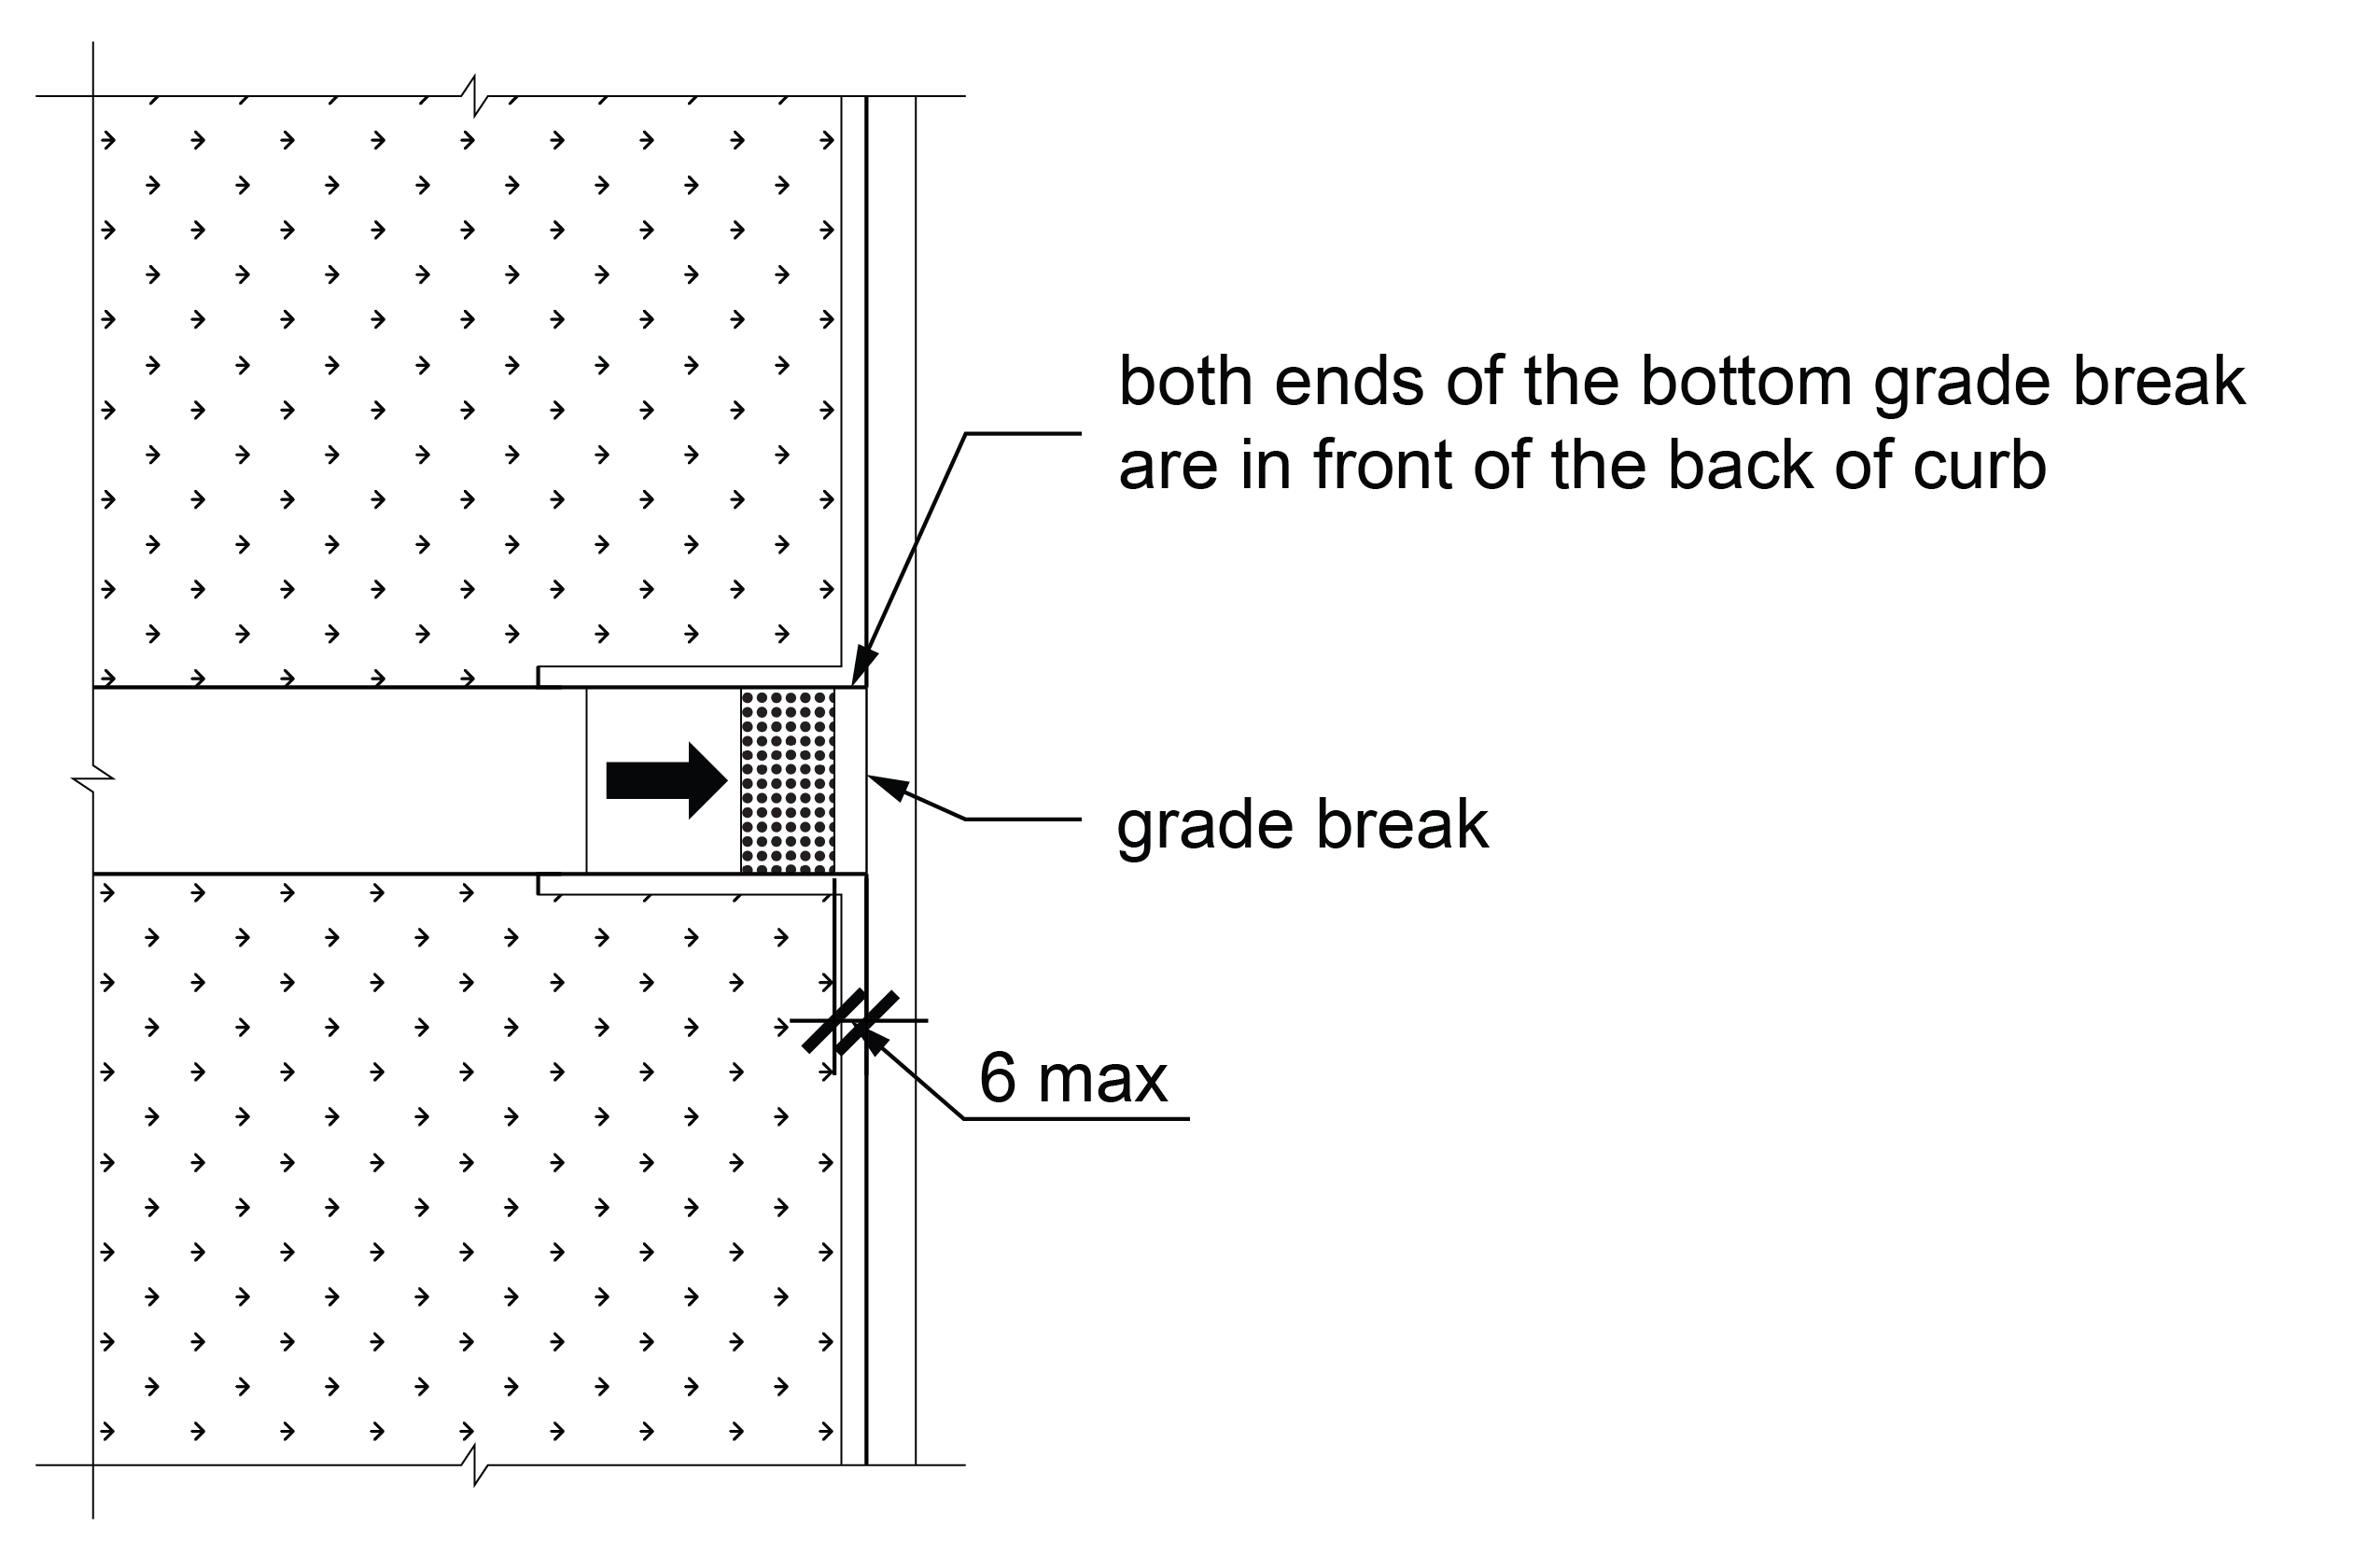 both ends of the bottom grade break
are in front of the back of curb
grade break
6 max